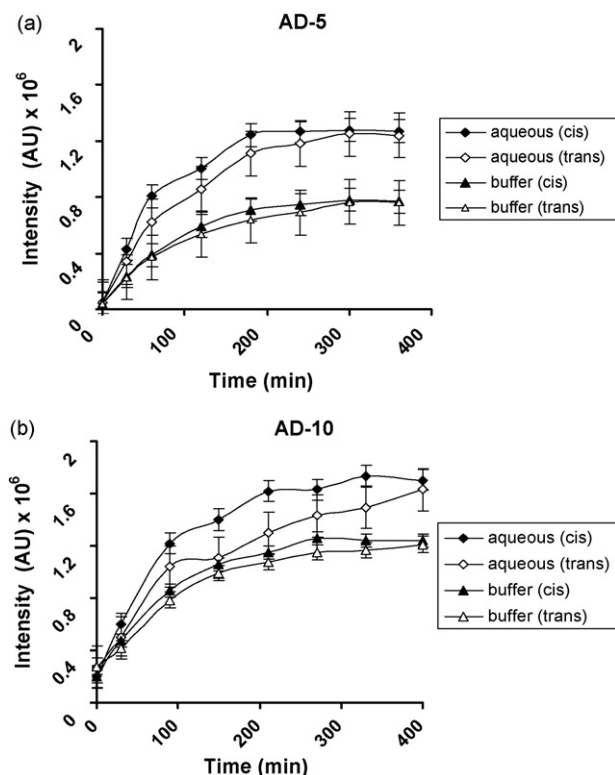 (a)
AD-5
2
1.6
1.2
0.8
0.4
0
Intensity (AU) x 10⁶
0
100
200
300
400
Time (min)
aqueous (cis)
aqueous (trans)
buffer (cis)
buffer (trans)
(b)
AD-10
2
1.6
1.2
0.8
0.4
0
Intensity (AU) x 10⁶
0
100
200
300
400
Time (min)
aqueous (cis)
aqueous (trans)
buffer (cis)
buffer (trans)